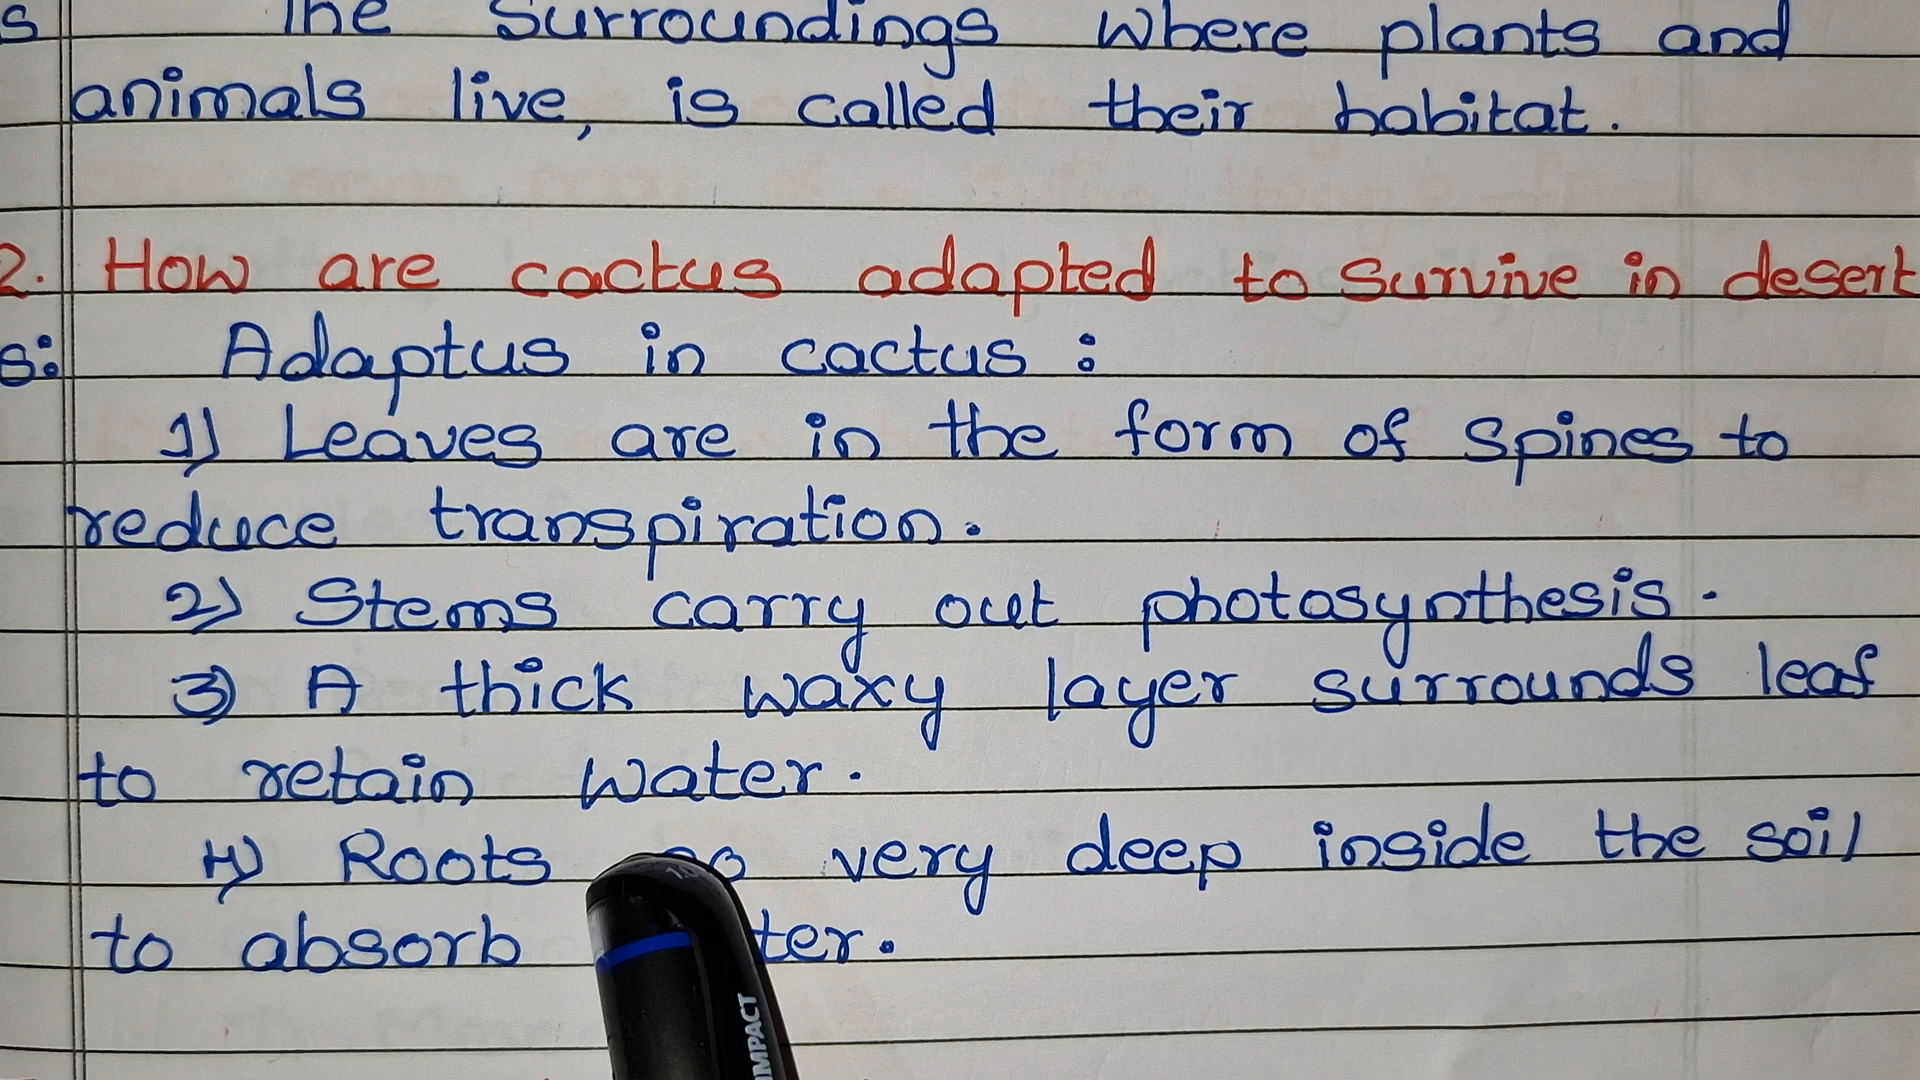 s The surroundings where plants and
animals live, is called their habitat.
2. How are cactus adapted to survive in desert
s: Adaptus in cactus :
1) Leaves are in the form of spines to
reduce transpiration.
2) Stems carry out photosynthesis.
3) A thick waxy layer surrounds leaf
to retain water.
4) Roots very deep inside the soil
to absorb ter.
IMPACT